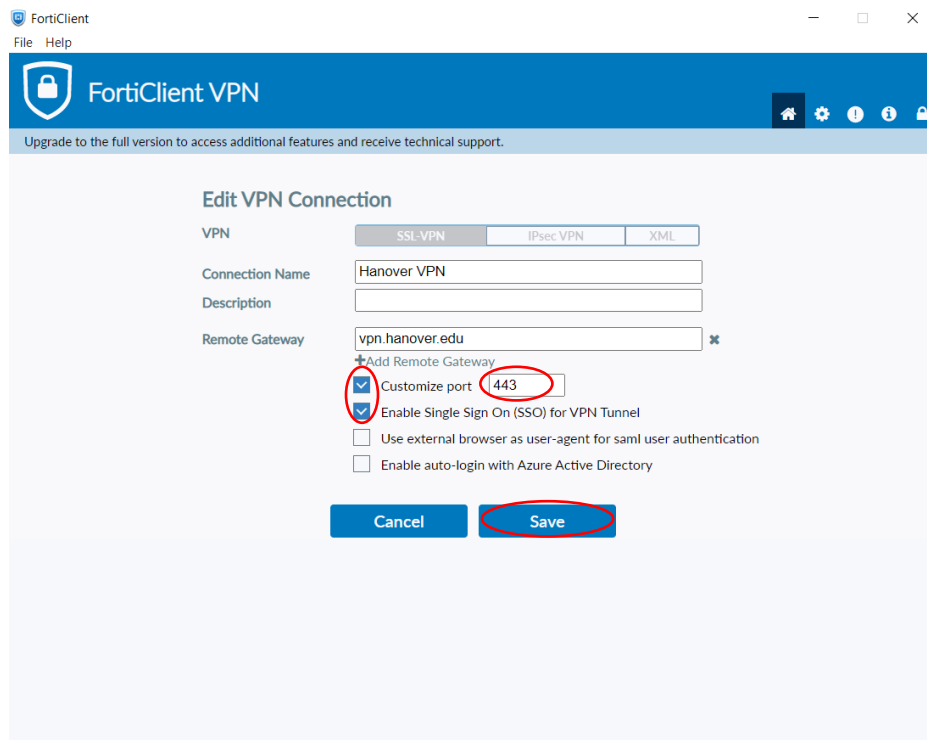 FortiClient
File Help
FortiClient VPN
Upgrade to the full version to access additional features and receive technical support.
Edit VPN Connection
VPN SSL-VPN IPsec VPN XML
Connection Name Hanover VPN
Description
Remote Gateway vpn.hanover.edu
Add Remote Gateway
Customize port 443
Enable Single Sign On (SSO) for VPN Tunnel
Use external browser as user-agent for saml user authentication
Enable auto-login with Azure Active Directory
Cancel Save